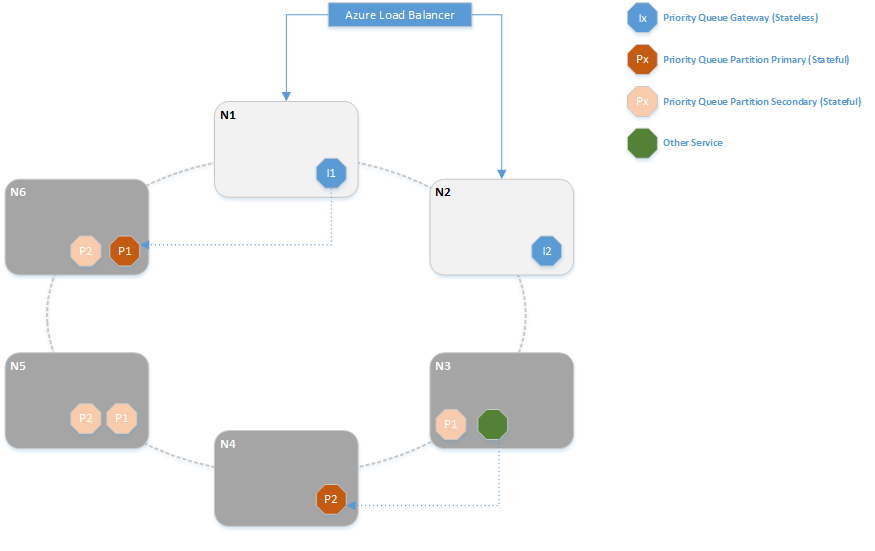 Azure Load Balancer
Ix Priority Queue Gateway (Stateless)
Px Priority Queue Partition Primary (Stateful)
Px Priority Queue Partition Secondary (Stateful)
Other Service
N1
I1
N6
N2
P2 P1
I2
N5
N3
P2 P1
P1
N4
P2